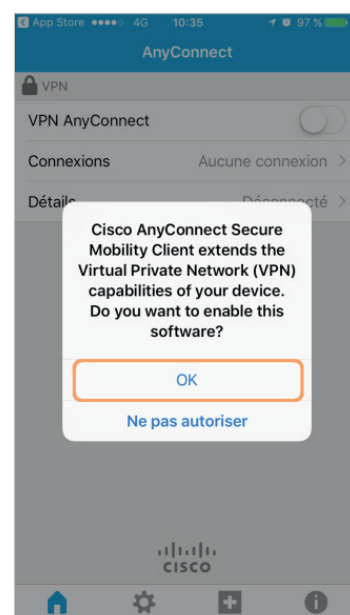 App Store 4G 10:35 97 %
AnyConnect
VPN
VPN AnyConnect
Connexions Aucune connexion
Détails Déconnecté
Cisco AnyConnect Secure
Mobility Client extends the
Virtual Private Network (VPN)
capabilities of your device.
Do you want to enable this
software?
OK
Ne pas autoriser
CISCO